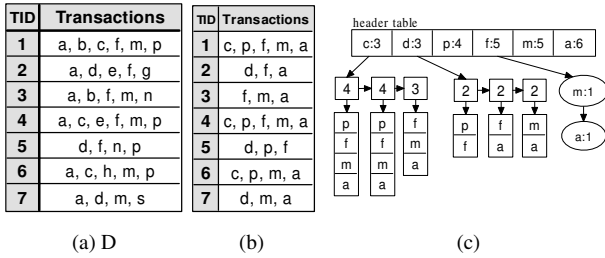 TID Transactions
1 a, b, c, f, m, p
2 a, d, e, f, g
3 a, b, f, m, n
4 a, c, e, f, m, p
5 d, f, n, p
6 a, c, h, m, p
7 a, d, m, s
(a) D
TID Transactions
1 c, p, f, m, a
2 d, f, a
3 f, m, a
4 c, p, f, m, a
5 d, p, f
6 c, p, m, a
7 d, m, a
(b)
header table
c:3 d:3 p:4 f:5 m:5 a:6
4 4 3 2 2 2 m:1
p p f p f m a:1
f f m f a a
m m a
a a
(c)